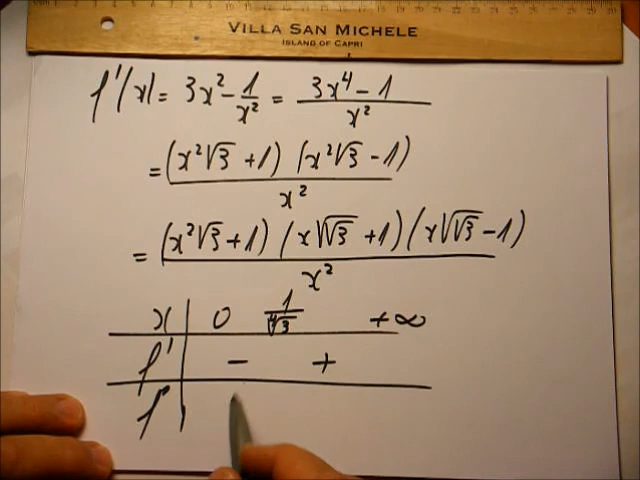 VILLA SAN MICHELE
ISLAND OF CAPRI
f'(x) = 3x² - 1/x² = (3x⁴ - 1)/x²
= (x²√3 + 1) (x²√3 - 1)/x²
= (x²√3 + 1) (x√√3 + 1) (x√√3 - 1)/x²
x | 0 1/⁴√3 +∞
f' | - +
f |